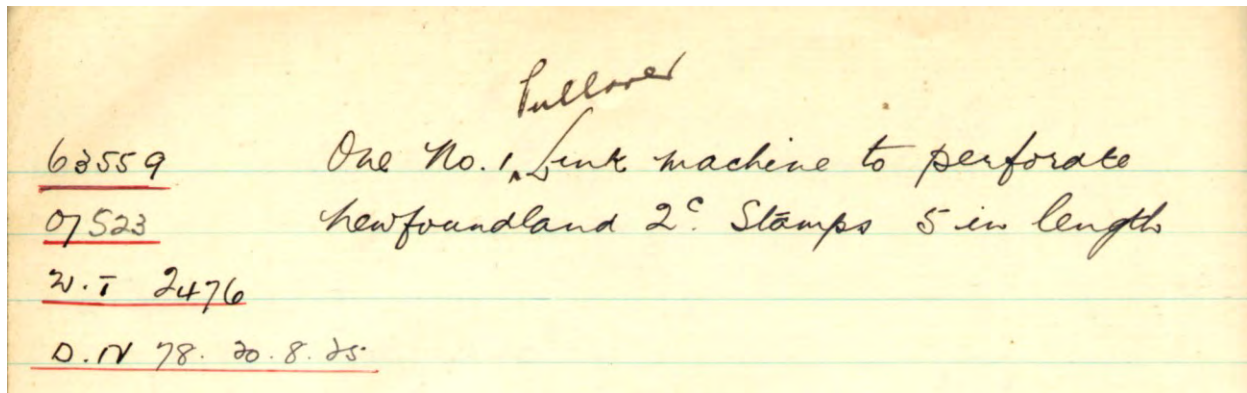 Pullover
63559 One No. 1 ‸ Link machine to perforate
07523 Newfoundland 2c. Stamps 5 in length
W.T 2476
D.N 78. 20.8.25